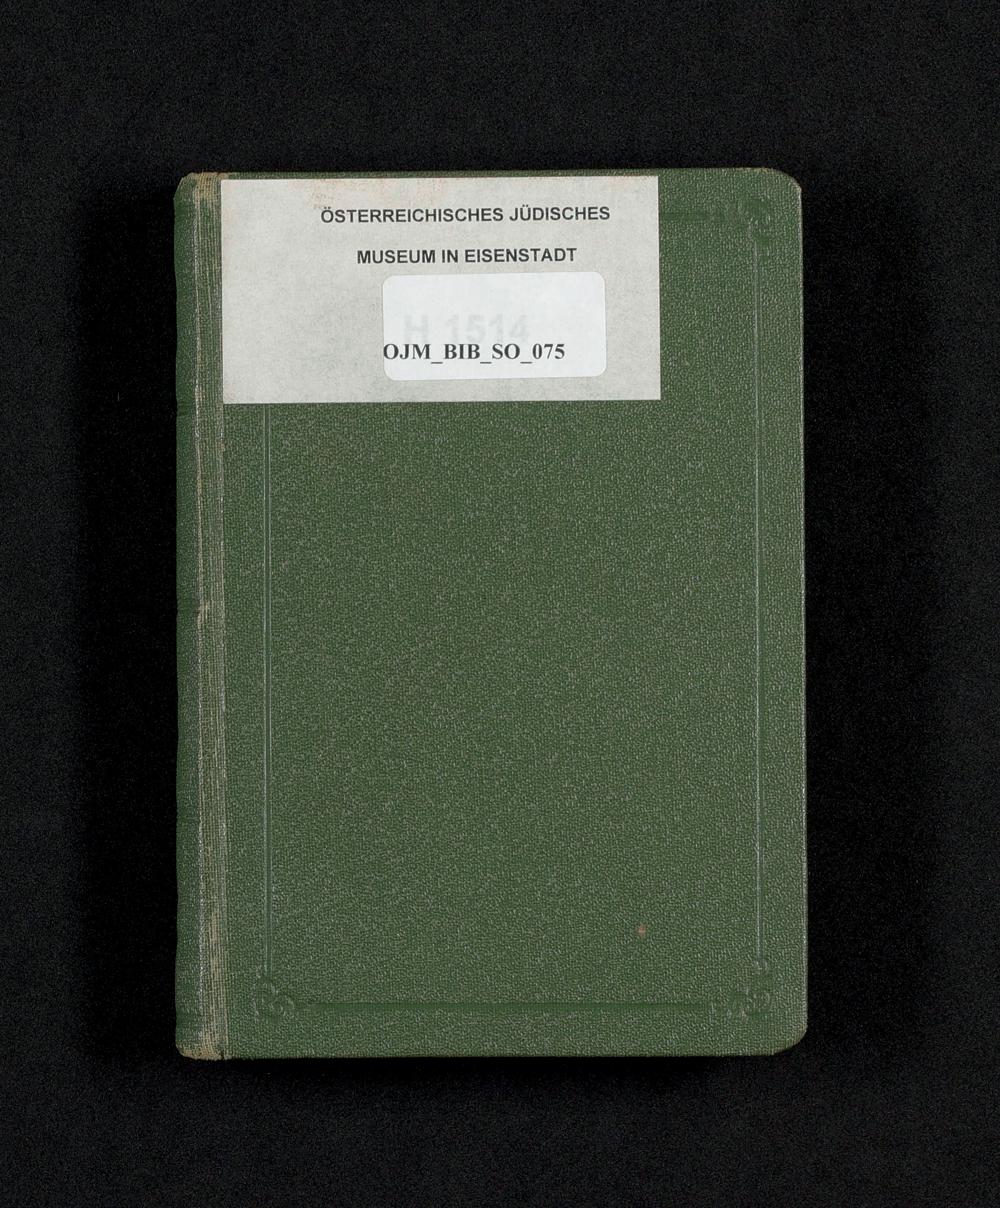 ÖSTERREICHISCHES JÜDISCHES
MUSEUM IN EISENSTADT
H 1514
OJM_BIB_SO_075